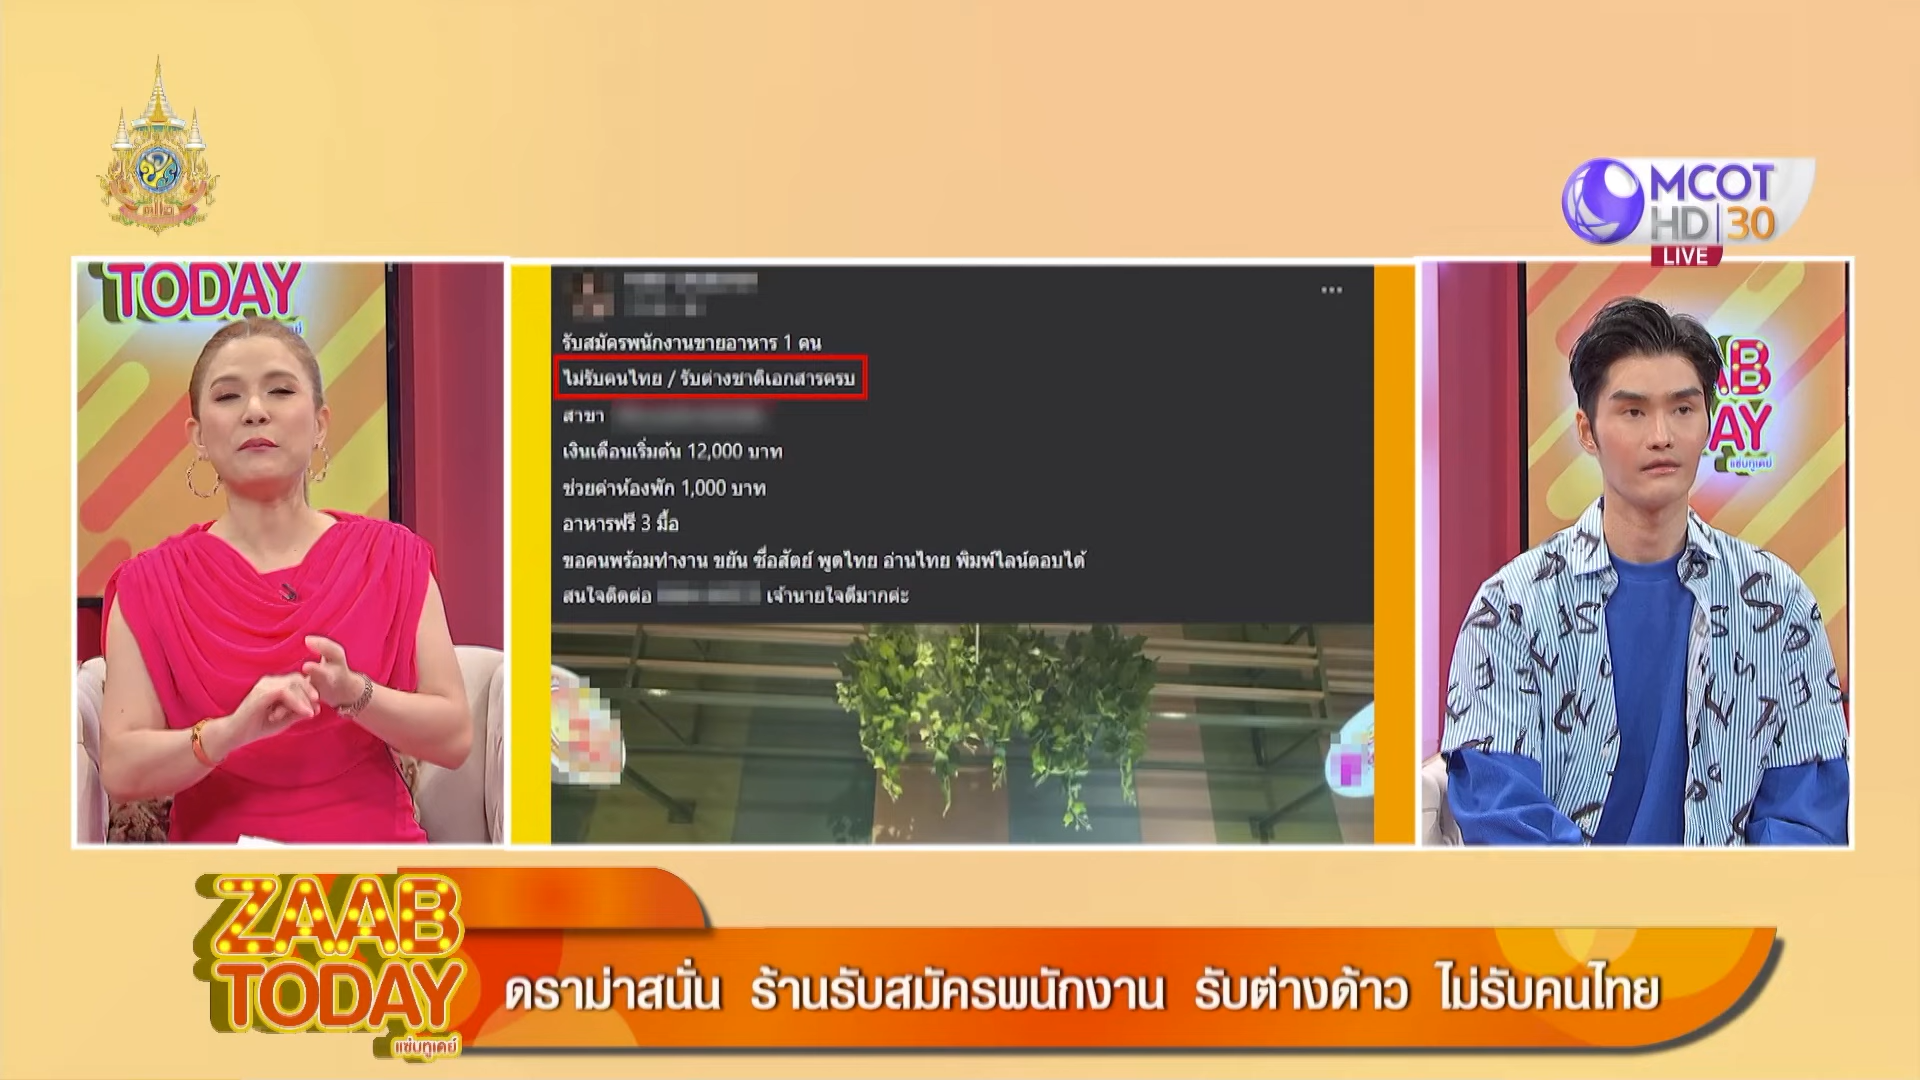 MCOT
HD 30
LIVE
TODAY
รับสมัครพนักงานขายอาหาร 1 คน
ไม่รับคนไทย / รับต่างชาติเอกสารครบ
สาขา
เงินเดือนเริ่มต้น 12,000 บาท
ช่วยค่าห้องพัก 1,000 บาท
อาหารฟรี 3 มื้อ
ขอคนพร้อมทำงาน ขยัน ซื่อสัตย์ พูดไทย อ่านไทย พิมพ์ไลน์ตอบได้
สนใจติดต่อ เจ้านายใจดีมากค่ะ
AB
AY
แซ่บทูเดย์
ZAAB
TODAY
แซ่บทูเดย์
ดราม่าสนั่น ร้านรับสมัครพนักงาน รับต่างด้าว ไม่รับคนไทย